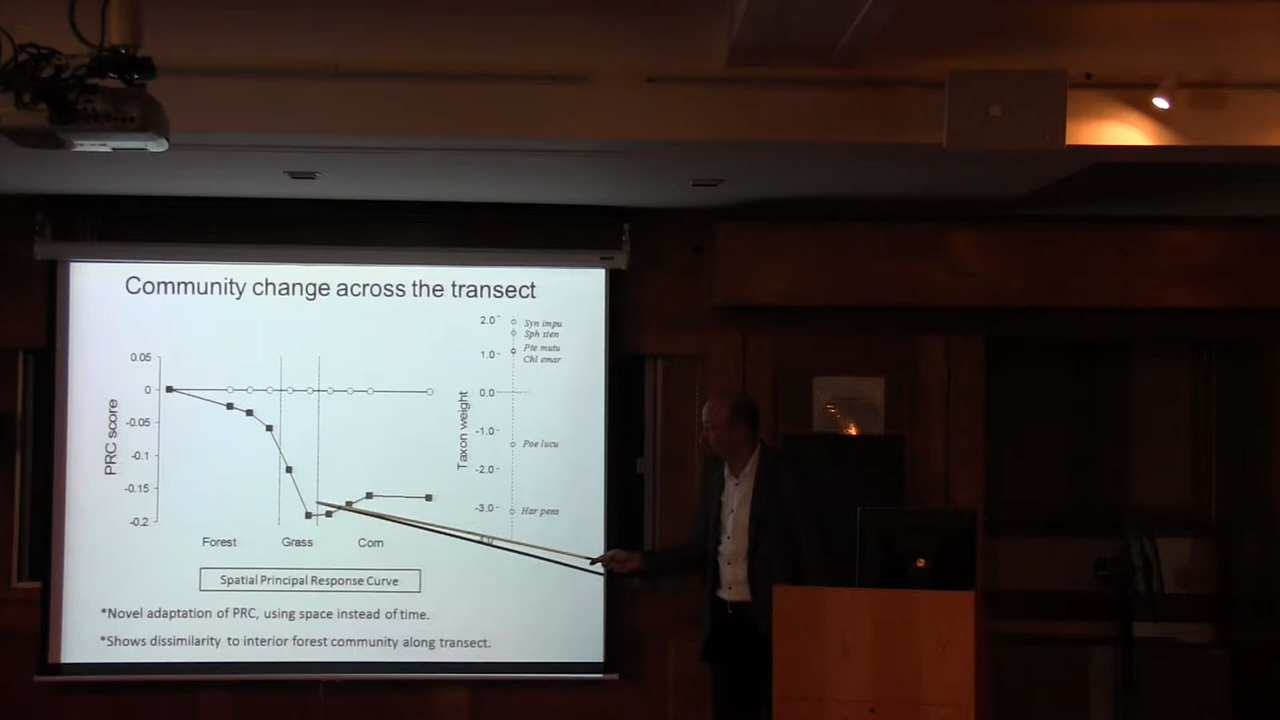 Community change across the transect
0.05
0
-0.05
-0.1
-0.15
-0.2
PRC score
Forest
Grass
Corn
2.0
1.0
0.0
-1.0
-2.0
-3.0
Taxon weight
Syn impu
Sph sten
Pte mutu
Chl emar
Poe lucu
Har pens
Spatial Principal Response Curve
*Novel adaptation of PRC, using space instead of time.
*Shows dissimilarity to interior forest community along transect.